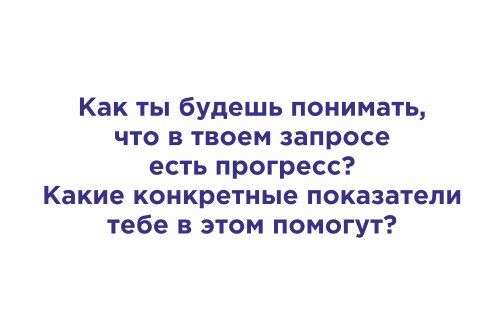 Как ты будешь понимать,
что в твоем запросе
есть прогресс?
Какие конкретные показатели
тебе в этом помогут?